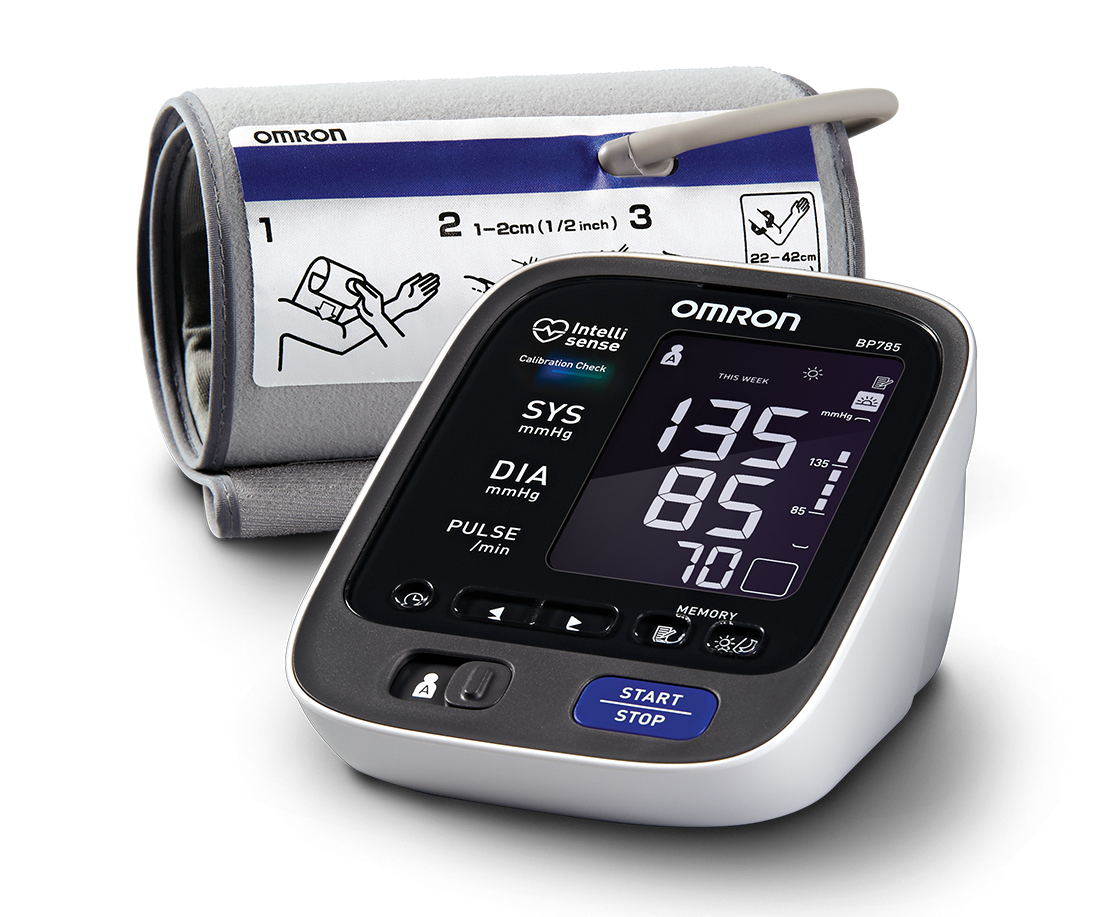 OMRON
1
2 1-2cm (1/2 inch) 3
22-42cm
OMRON
BP785
Intelli
sense
Calibration Check
A
THIS WEEK
SYS
mmHg
135
mmHg
135
DIA
mmHg
85
85
PULSE
/min
70
MEMORY
A
START
STOP